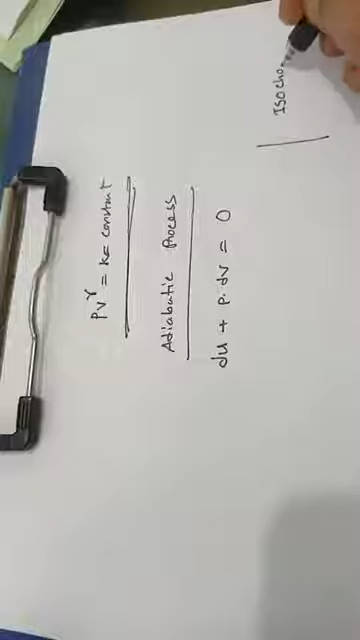 PV^γ = K = constant
Adiabatic Process
du + p.dv = 0
Isocho